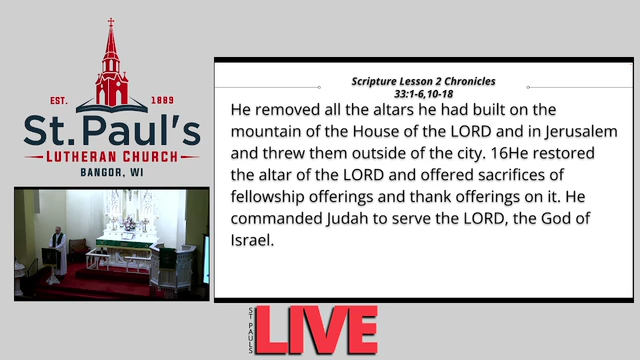 EST. 1889
St. Paul's
LUTHERAN CHURCH
BANGOR, WI
Scripture Lesson 2 Chronicles
33:1-6,10-18
He removed all the altars he had built on the
mountain of the House of the LORD and in Jerusalem
and threw them outside of the city. 16He restored
the altar of the LORD and offered sacrifices of
fellowship offerings and thank offerings on it. He
commanded Judah to serve the LORD, the God of
Israel.
ST PAULS
LIVE